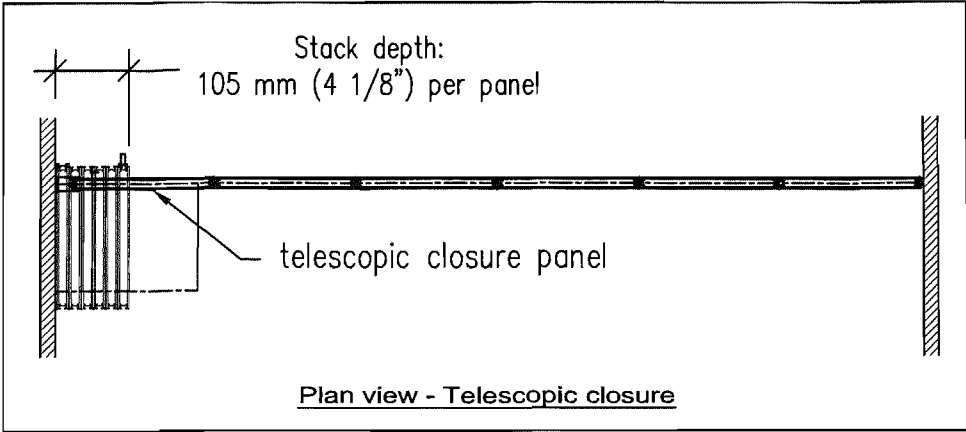 Stack depth:
105 mm (4 1/8") per panel
telescopic closure panel
Plan view - Telescopic closure